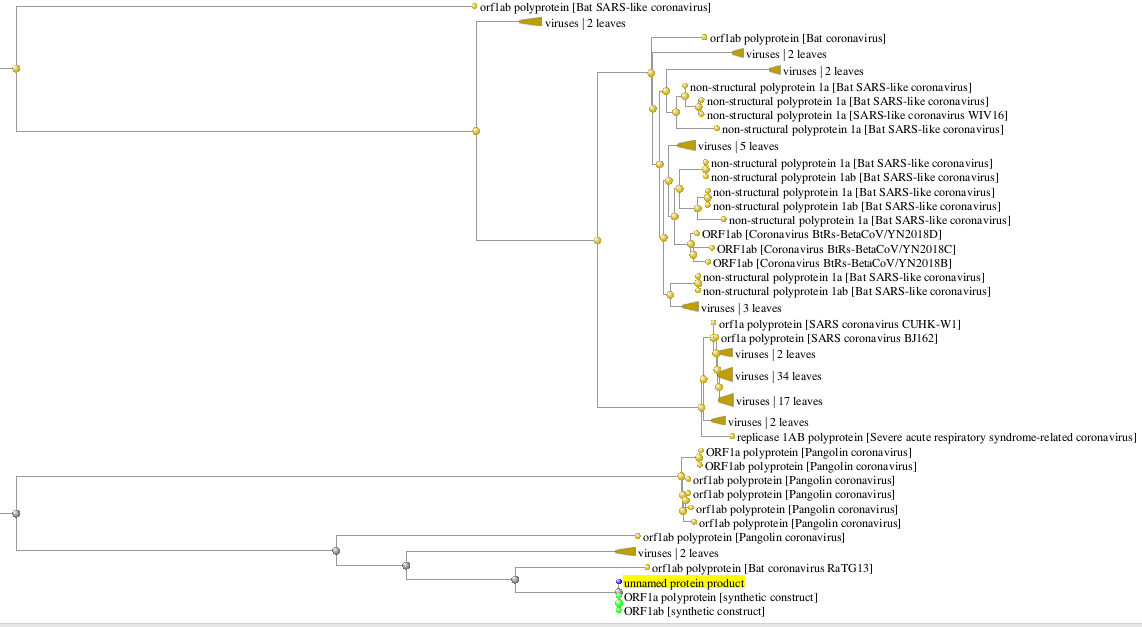 orf1ab polyprotein [Bat SARS-like coronavirus]
viruses | 2 leaves
orf1ab polyprotein [Bat coronavirus]
viruses | 2 leaves
viruses | 2 leaves
non-structural polyprotein 1a [Bat SARS-like coronavirus]
non-structural polyprotein 1a [Bat SARS-like coronavirus]
non-structural polyprotein 1a [SARS-like coronavirus WIV16]
non-structural polyprotein 1a [Bat SARS-like coronavirus]
viruses | 5 leaves
non-structural polyprotein 1a [Bat SARS-like coronavirus]
non-structural polyprotein 1ab [Bat SARS-like coronavirus]
non-structural polyprotein 1a [Bat SARS-like coronavirus]
non-structural polyprotein 1ab [Bat SARS-like coronavirus]
non-structural polyprotein 1a [Bat SARS-like coronavirus]
ORF1ab [Coronavirus BtRs-BetaCoV/YN2018D]
ORF1ab [Coronavirus BtRs-BetaCoV/YN2018C]
ORF1ab [Coronavirus BtRs-BetaCoV/YN2018B]
non-structural polyprotein 1a [Bat SARS-like coronavirus]
non-structural polyprotein 1ab [Bat SARS-like coronavirus]
viruses | 3 leaves
orf1a polyprotein [SARS coronavirus CUHK-W1]
orf1a polyprotein [SARS coronavirus BJ162]
viruses | 2 leaves
viruses | 34 leaves
viruses | 17 leaves
viruses | 2 leaves
replicase 1AB polyprotein [Severe acute respiratory syndrome-related coronavirus]
ORF1a polyprotein [Pangolin coronavirus]
ORF1ab polyprotein [Pangolin coronavirus]
orf1ab polyprotein [Pangolin coronavirus]
orf1ab polyprotein [Pangolin coronavirus]
orf1ab polyprotein [Pangolin coronavirus]
orf1ab polyprotein [Pangolin coronavirus]
orf1ab polyprotein [Pangolin coronavirus]
viruses | 2 leaves
orf1ab polyprotein [Bat coronavirus RaTG13]
unnamed protein product
ORF1a polyprotein [synthetic construct]
ORF1ab [synthetic construct]